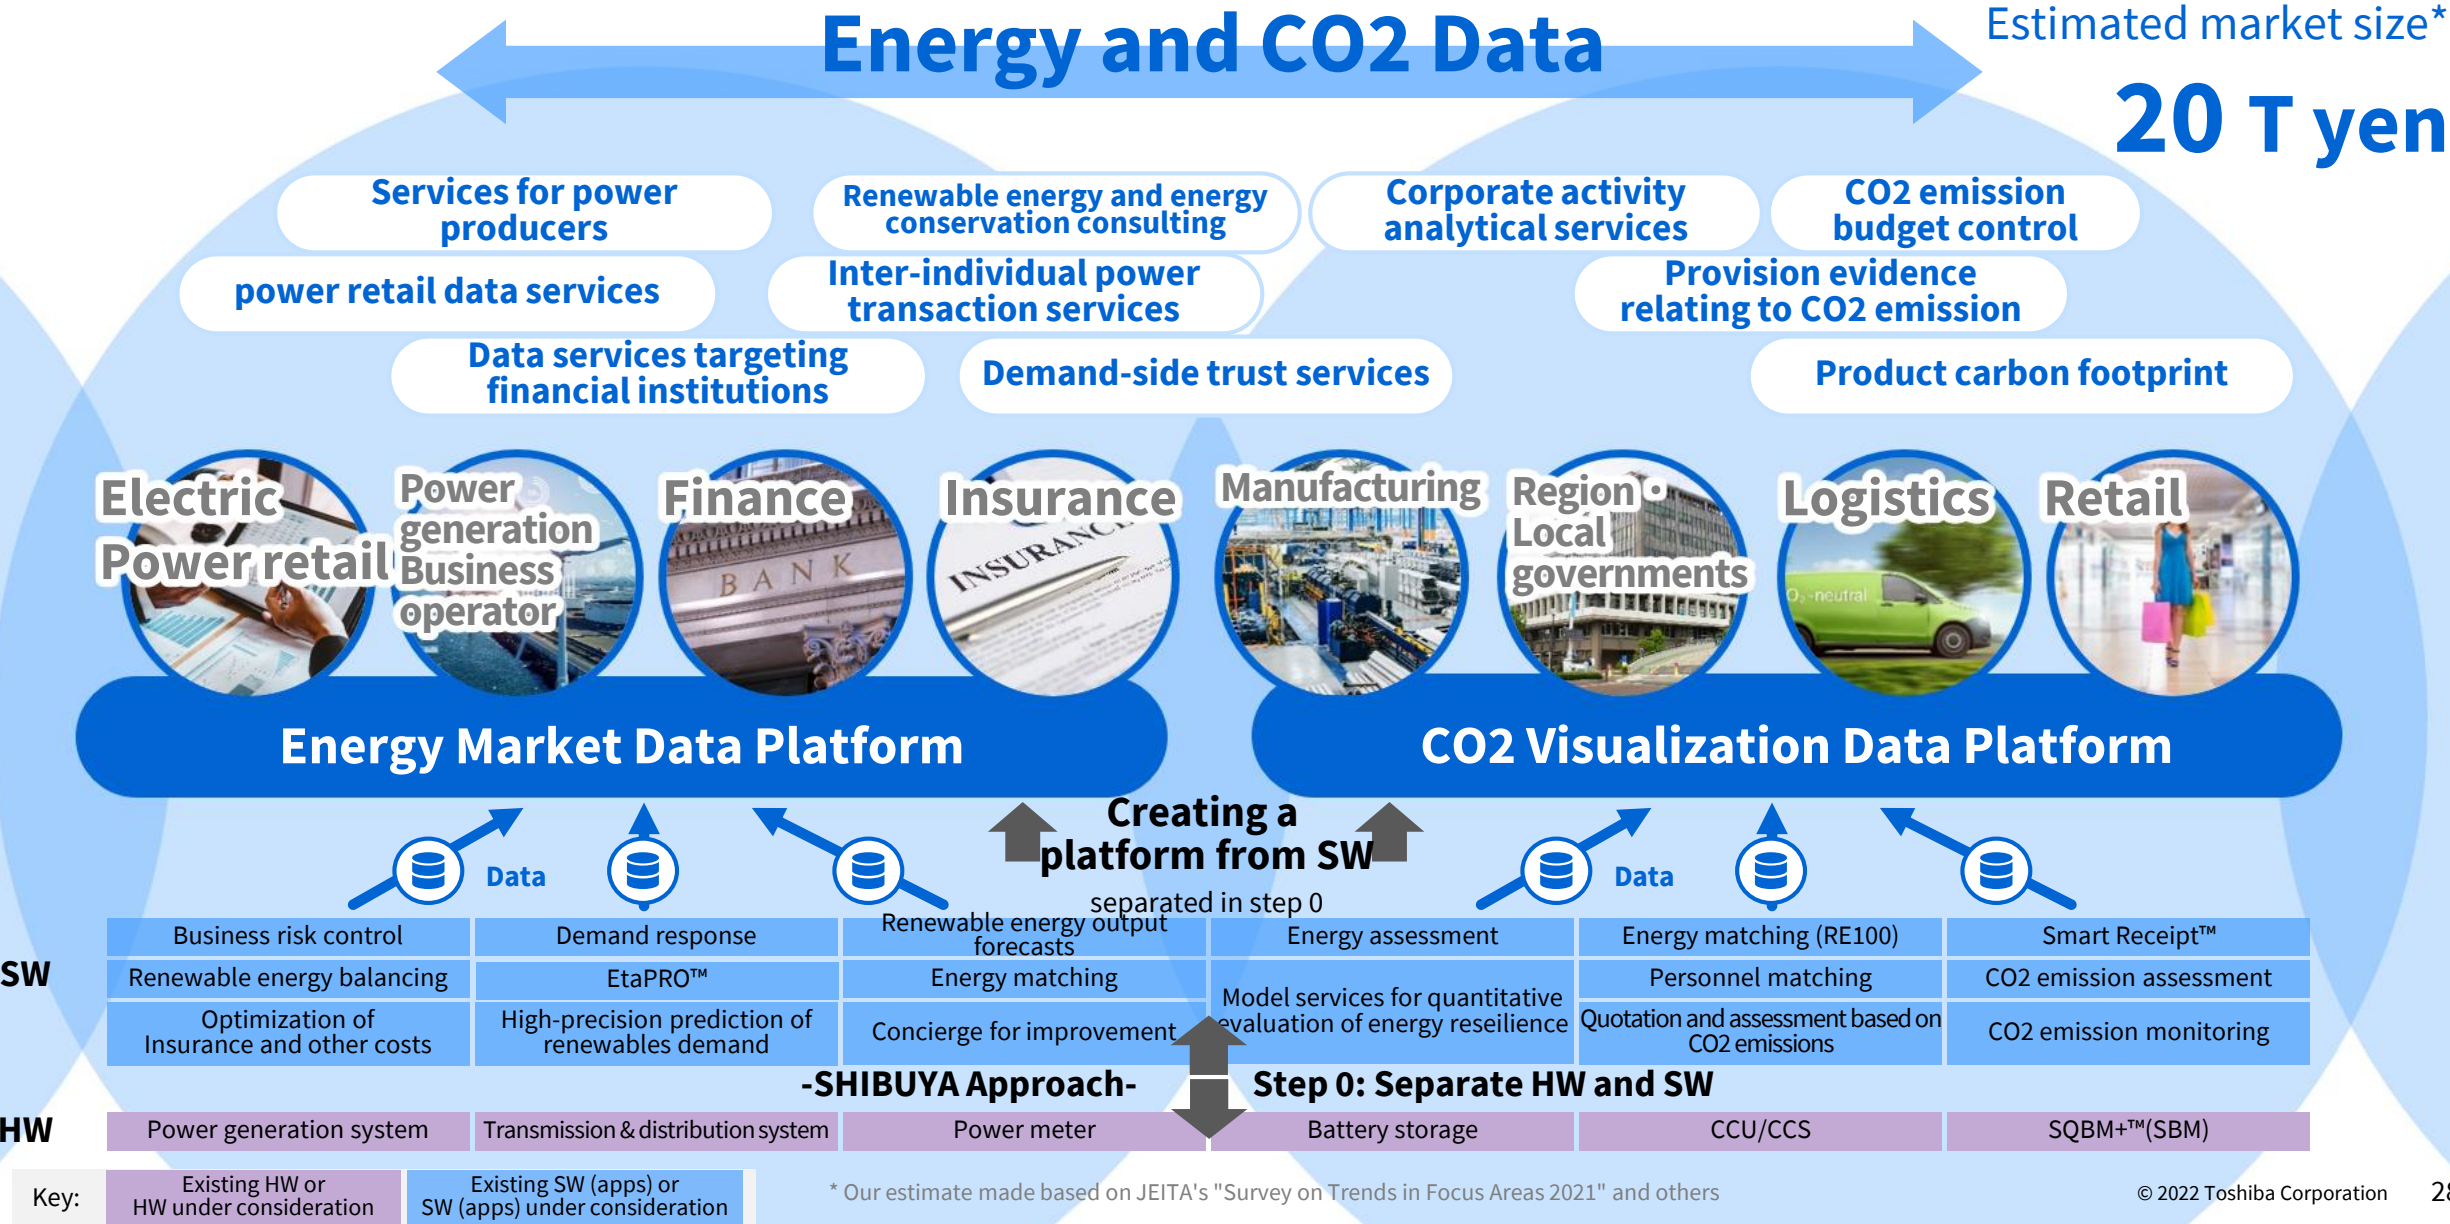 Energy and CO2 Data
Estimated market size*
20 T yen
Services for power
producers
Renewable energy and energy
conservation consulting
Corporate activity
analytical services
CO2 emission
budget control
power retail data services
Inter-individual power
transaction services
Provision evidence
relating to CO2 emission
Data services targeting
financial institutions
Demand-side trust services
Product carbon footprint
Electric
Power retail
Power
generation
Business
operator
Finance
BANK
Insurance
INSURANC
Manufacturing
Region・
Local
governments
Logistics
O₂-neutral
Retail
Energy Market Data Platform
CO2 Visualization Data Platform
Creating a
platform from SW
separated in step 0
Data
Data
SW
Business risk control
Demand response
Renewable energy output
forecasts
Energy assessment
Energy matching (RE100)
Smart Receipt™
Renewable energy balancing
EtaPRO™
Energy matching
Model services for quantitative
evaluation of energy reseilience
Personnel matching
CO2 emission assessment
Optimization of
Insurance and other costs
High-precision prediction of
renewables demand
Concierge for improvement
Quotation and assessment based on
CO2 emissions
CO2 emission monitoring
-SHIBUYA Approach-
Step 0: Separate HW and SW
HW
Power generation system
Transmission & distribution system
Power meter
Battery storage
CCU/CCS
SQBM+™(SBM)
Key:
Existing HW or
HW under consideration
Existing SW (apps) or
SW (apps) under consideration
* Our estimate made based on JEITA's "Survey on Trends in Focus Areas 2021" and others
© 2022 Toshiba Corporation
28